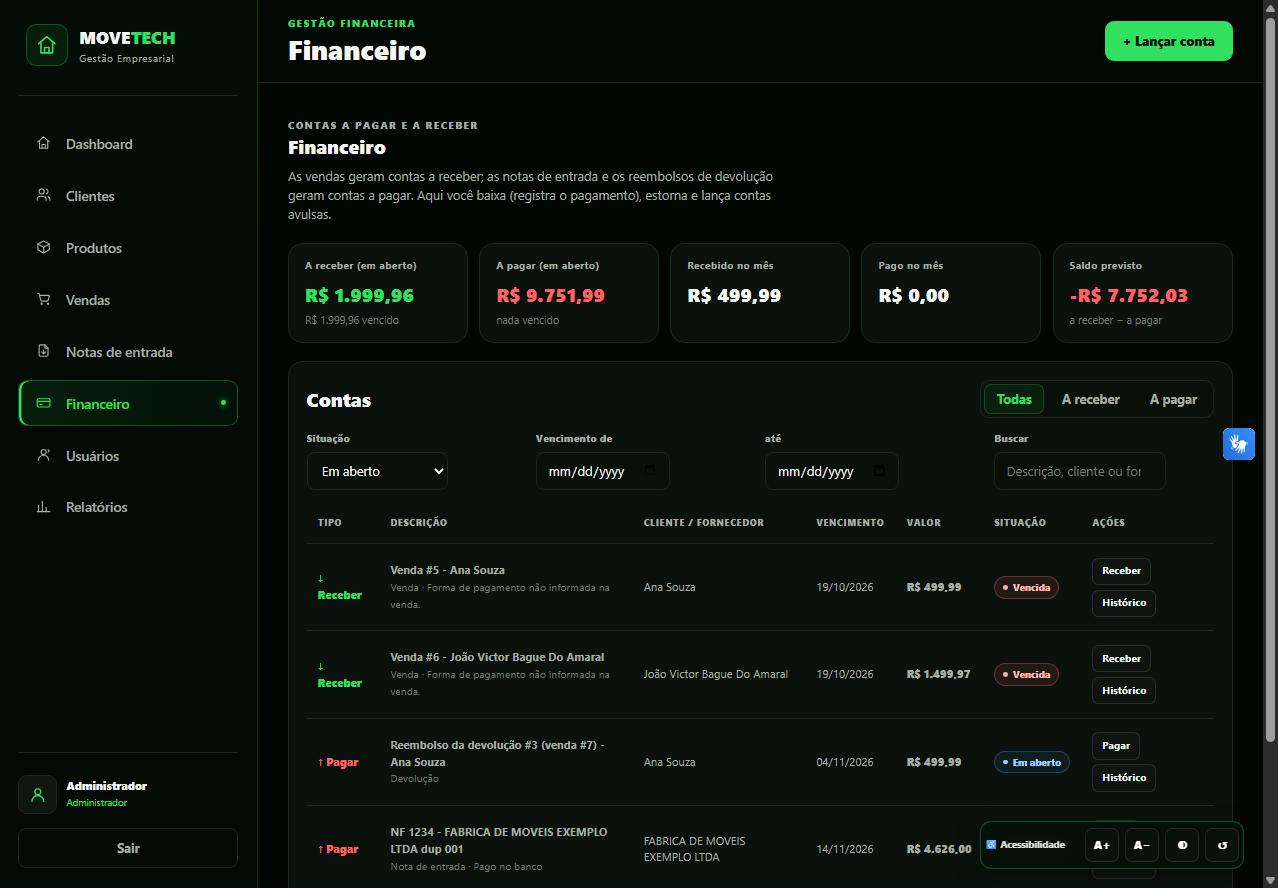 MOVETECH
Gestão Empresarial
Dashboard
Clientes
Produtos
Vendas
Notas de entrada
Financeiro
Usuários
Relatórios
Administrador
Administrador
Sair
GESTÃO FINANCEIRA
Financeiro
+ Lançar conta
CONTAS A PAGAR E A RECEBER
Financeiro
As vendas geram contas a receber; as notas de entrada e os reembolsos de devolução
geram contas a pagar. Aqui você baixa (registra o pagamento), estorna e lança contas
avulsas.
A receber (em aberto)
R$ 1.999,96
R$ 1.999,96 vencido
A pagar (em aberto)
R$ 9.751,99
nada vencido
Recebido no mês
R$ 499,99
Pago no mês
R$ 0,00
Saldo previsto
-R$ 7.752,03
a receber − a pagar
Contas
Todas A receber A pagar
Situação Vencimento de até Buscar
Em aberto mm/dd/yyyy mm/dd/yyyy Descrição, cliente ou for
TIPO DESCRIÇÃO CLIENTE / FORNECEDOR VENCIMENTO VALOR SITUAÇÃO AÇÕES
↓
Receber
Venda #5 - Ana Souza
Venda · Forma de pagamento não informada na
venda.
Ana Souza
19/10/2026
R$ 499,99
Vencida
Receber
Histórico
↓
Receber
Venda #6 - João Victor Bague Do Amaral
Venda · Forma de pagamento não informada na
venda.
João Victor Bague Do Amaral
19/10/2026
R$ 1.499,97
Vencida
Receber
Histórico
↑ Pagar
Reembolso da devolução #3 (venda #7) -
Ana Souza
Devolução
Ana Souza
04/11/2026
R$ 499,99
Em aberto
Pagar
Histórico
↑ Pagar
NF 1234 - FABRICA DE MOVEIS EXEMPLO
LTDA dup 001
Nota de entrada · Pago no banco
FABRICA DE MOVEIS
EXEMPLO LTDA
14/11/2026
R$ 4.626,00
Acessibilidade A+ A− ↺